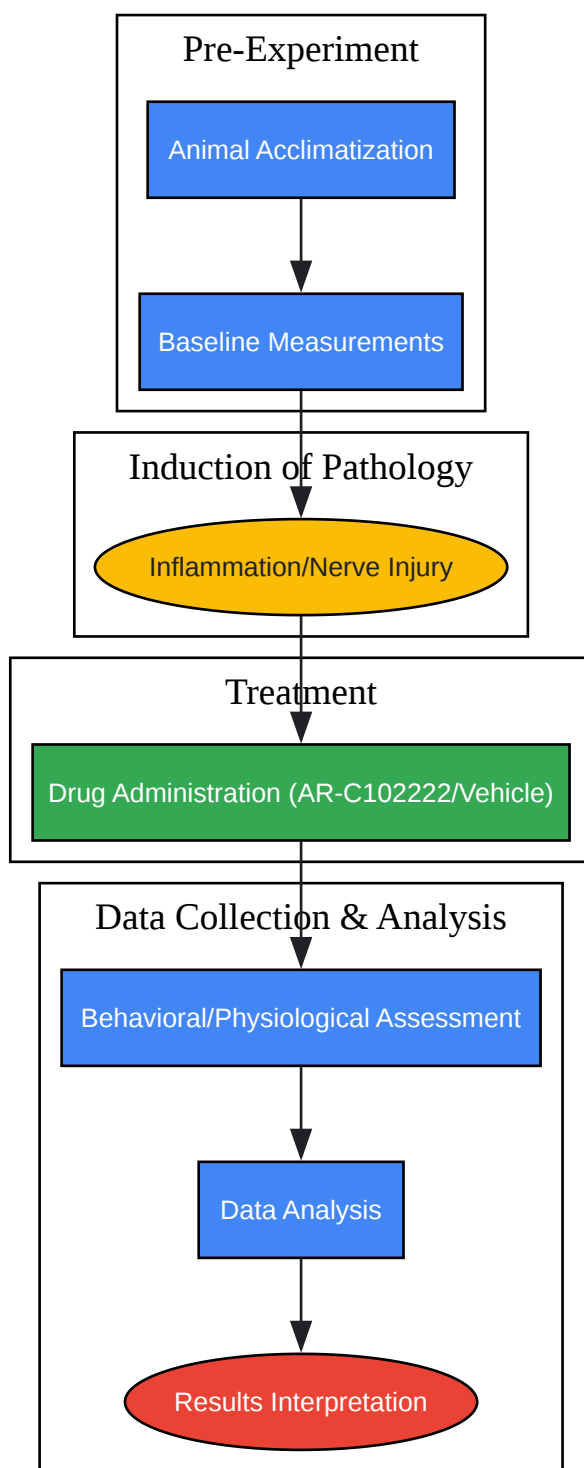 Pre-Experiment
Animal Acclimatization
Baseline Measurements
Induction of Pathology
Inflammation/Nerve Injury
Treatment
Drug Administration (AR-C102222/Vehicle)
Data Collection & Analysis
Behavioral/Physiological Assessment
Data Analysis
Results Interpretation